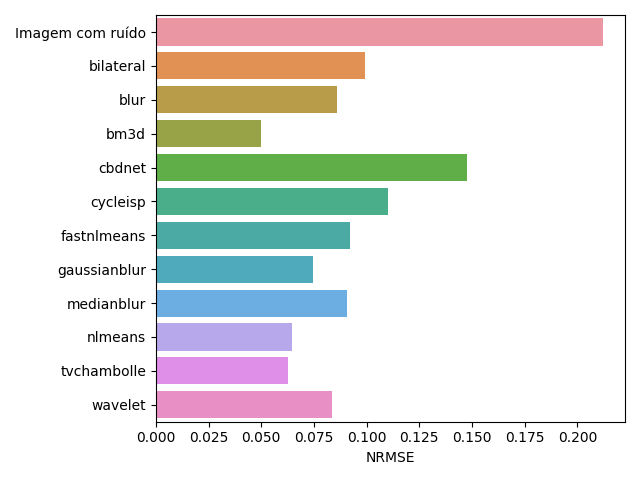 Imagem com ruído
bilateral
blur
bm3d
cbdnet
cycleisp
fastnlmeans
gaussianblur
medianblur
nlmeans
tvchambolle
wavelet
0.000 0.025 0.050 0.075 0.100 0.125 0.150 0.175 0.200
NRMSE